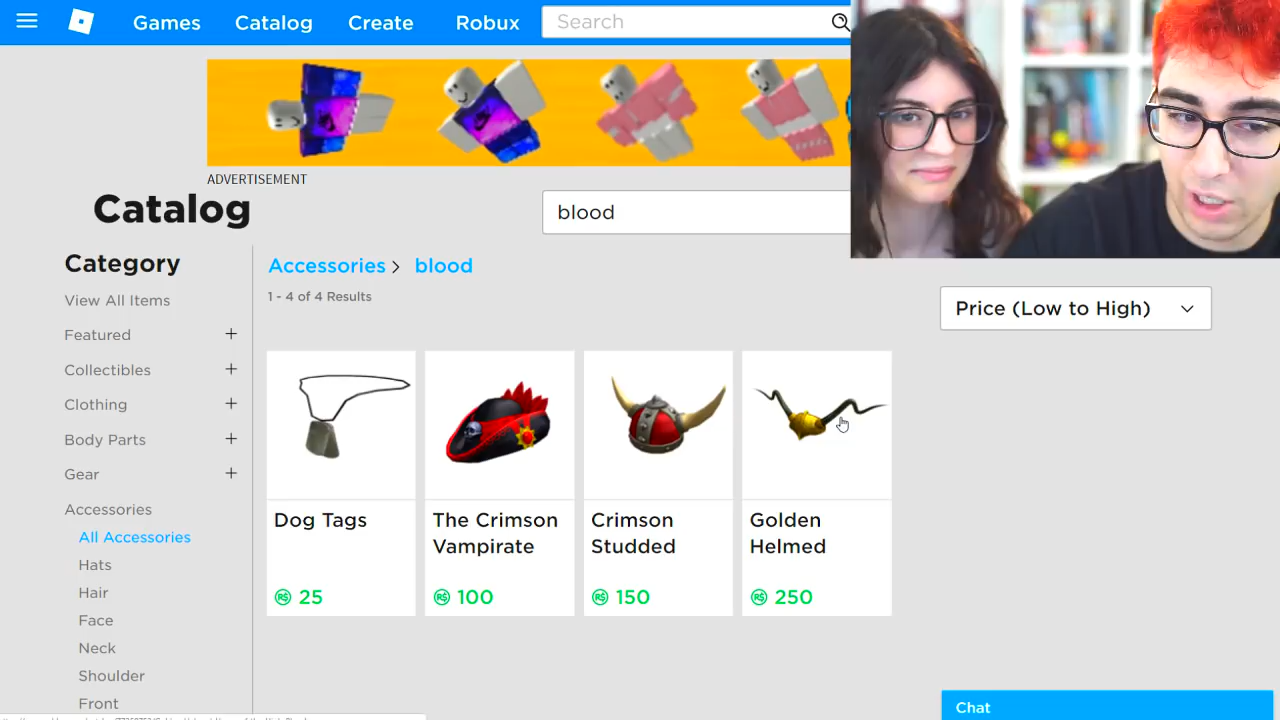 Games
Catalog
Create
Robux
Search
ADVERTISEMENT
Catalog
blood
Category
View All Items
Featured +
Collectibles +
Clothing +
Body Parts +
Gear +
Accessories
All Accessories
Hats
Hair
Face
Neck
Shoulder
Front
Accessories > blood
1 - 4 of 4 Results
Price (Low to High)
Dog Tags
R$ 25
The Crimson
Vampirate
R$ 100
Crimson
Studded
R$ 150
Golden
Helmed
R$ 250
Chat